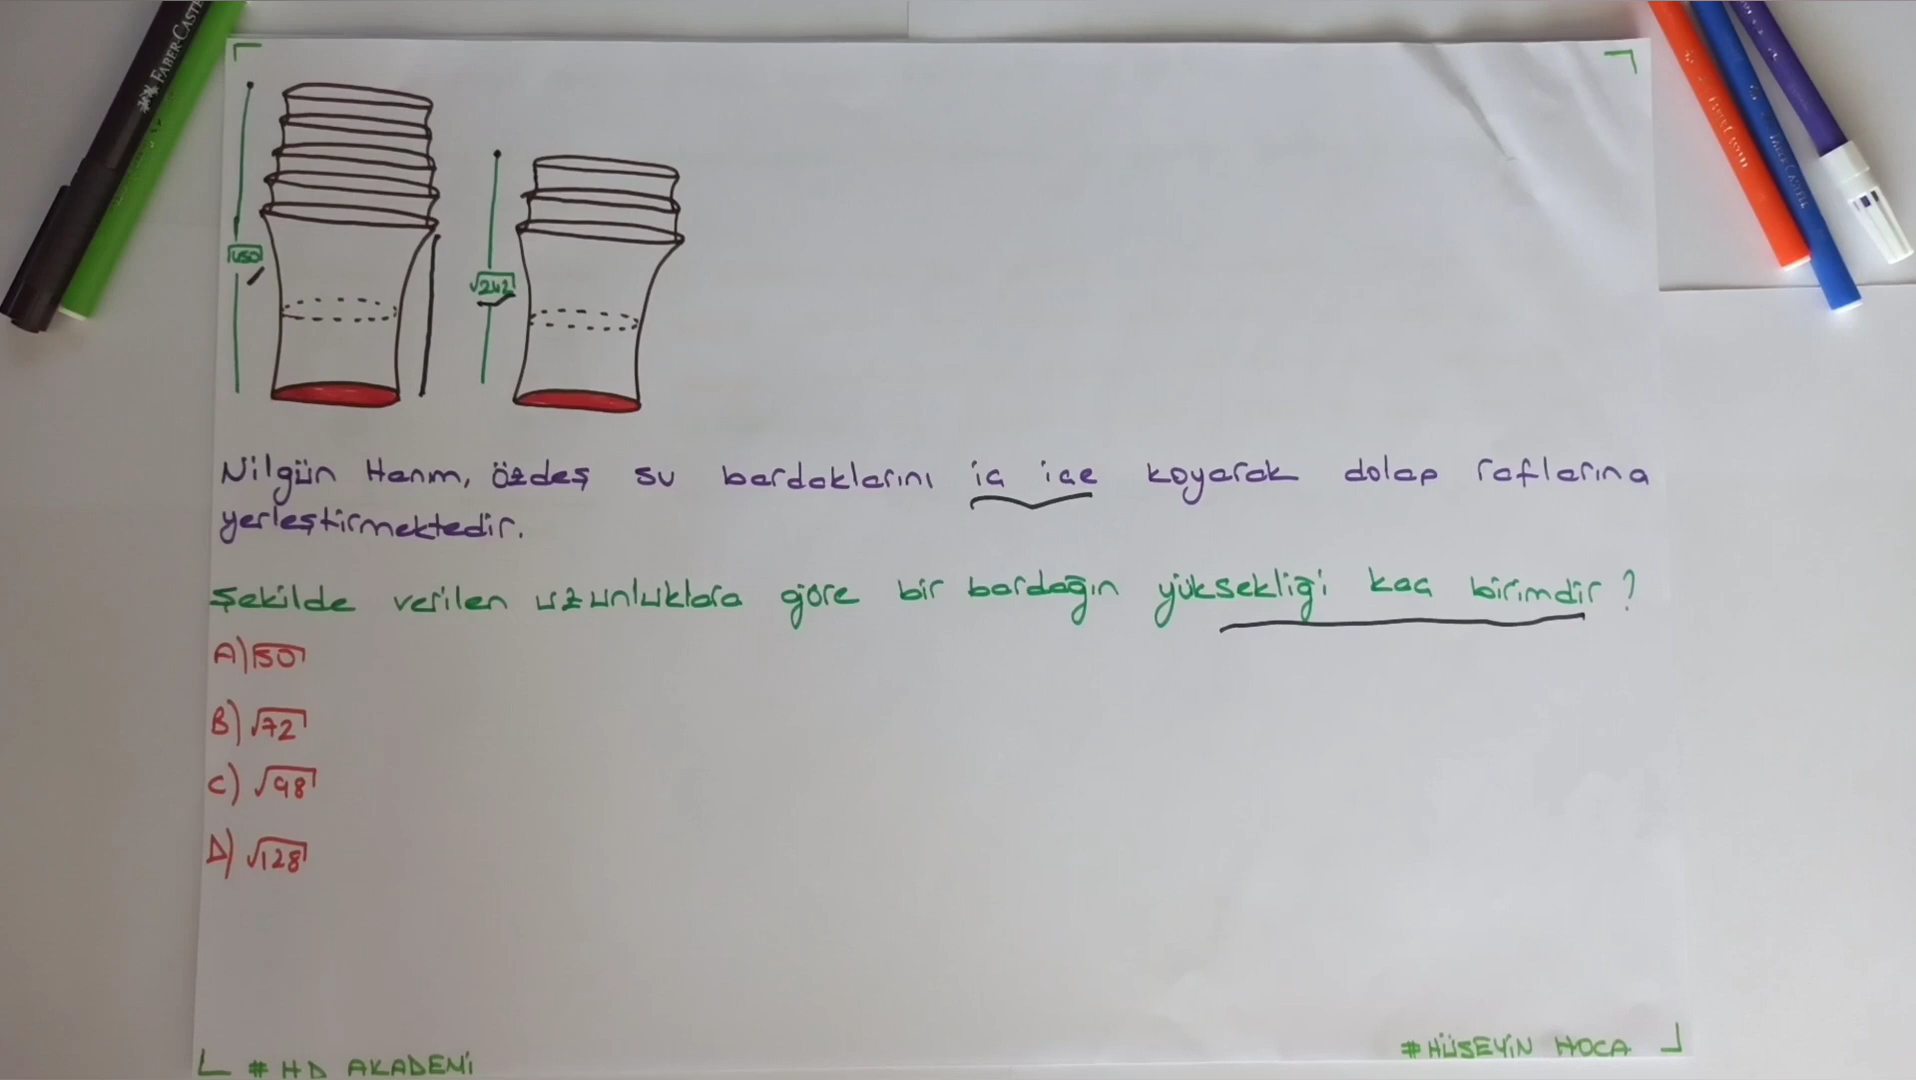 FABER-CASTELL
√450
√242
Nilgün Hanım, özdeş su bardaklarını iç içe koyarak dolap raflarına
yerleştirmektedir.
Şekilde verilen uzunluklara göre bir bardağın yüksekliği kaç birimdir ?
A) √50
B) √72
C) √98
D) √128
# HD AKADEMİ
# HÜSEYİN HOCA